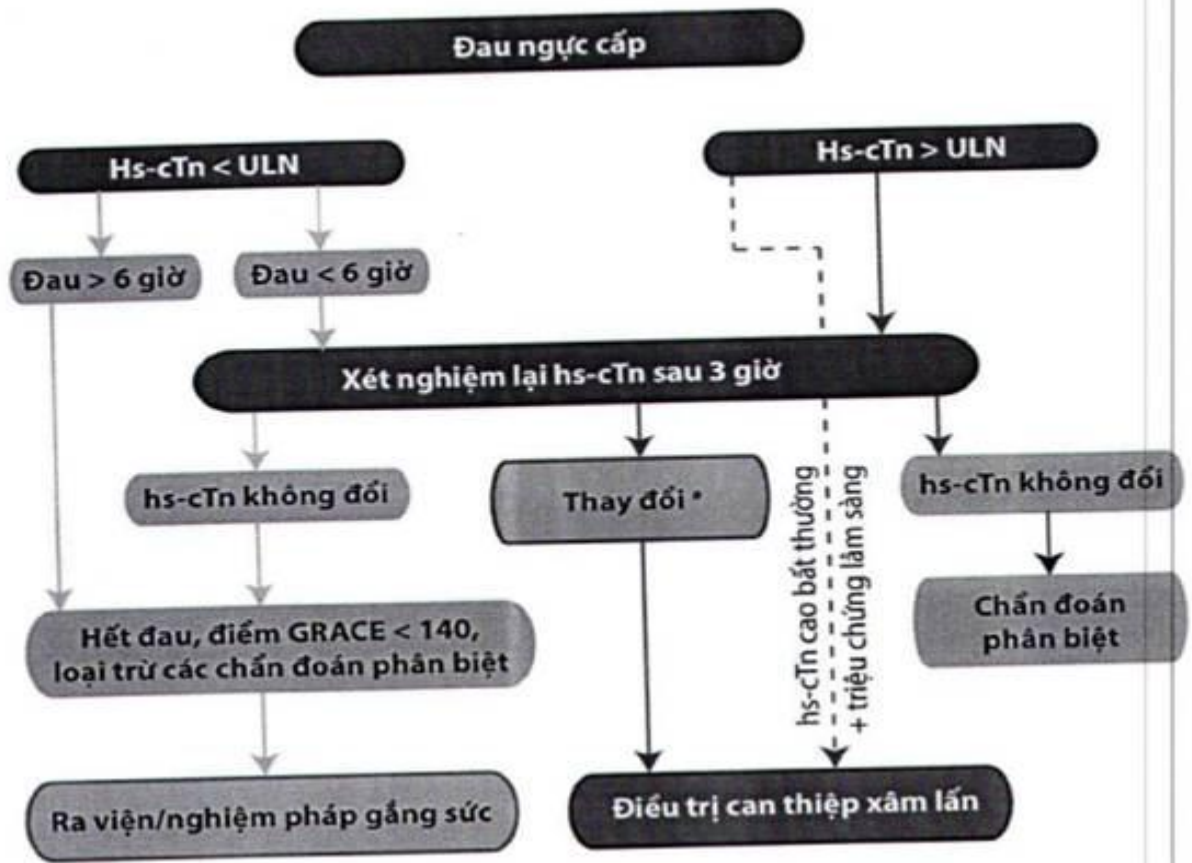 Đau ngực cấp
Hs-cTn < ULN
Hs-cTn > ULN
Đau > 6 giờ
Đau < 6 giờ
Xét nghiệm lại hs-cTn sau 3 giờ
hs-cTn không đổi
Thay đổi *
hs-cTn cao bất thường
+ triệu chứng lâm sàng
hs-cTn không đổi
Hết đau, điểm GRACE < 140,
loại trừ các chẩn đoán phân biệt
Chẩn đoán
phân biệt
Ra viện/nghiệm pháp gắng sức
Điều trị can thiệp xâm lấn